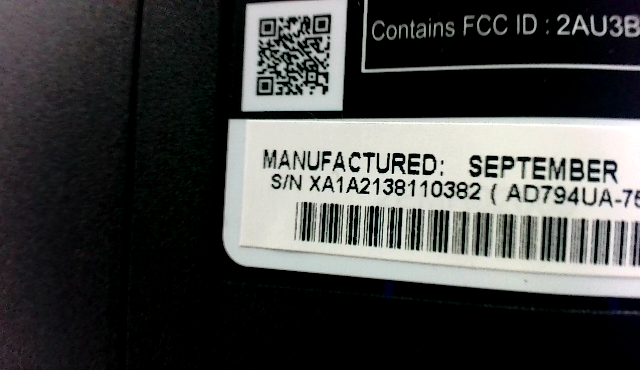 Contains FCC ID : 2AU3B
MANUFACTURED: SEPTEMBER
S/N XA1A2138110382 ( AD794UA-75